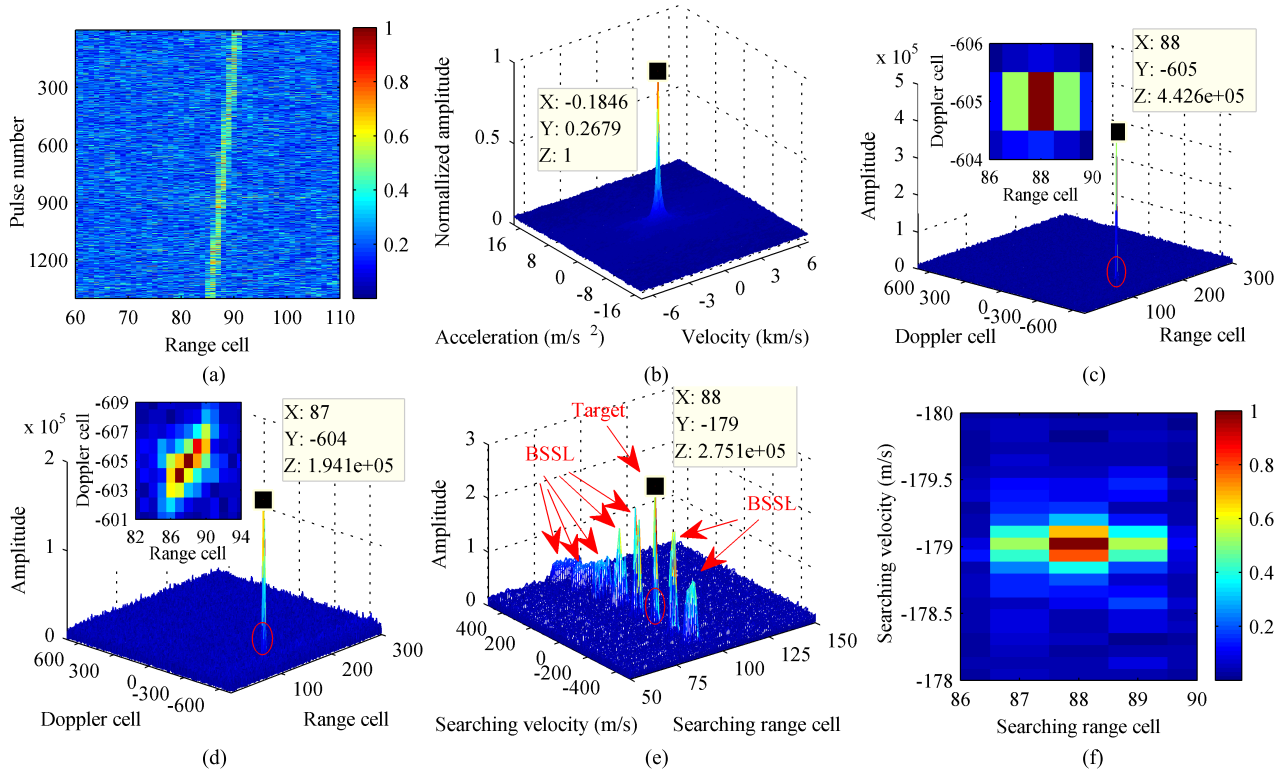 1
0.8
0.6
0.4
0.2
300
600
900
1200
Pulse number
60 70 80 90 100 110
Range cell
(a)
1
0.5
0
Normallized amplitude
X: -0.1846
Y: 0.2679
Z: 1
16
8
0
-8
-16
-6
-3
0
3
6
Acceleration (m/s 2)
Velocity (km/s)
(b)
x 10 5
5
4
3
2
1
0
Amplitude
-606
-605
-604
Doppler cell
86 88 90
Range cell
X: 88
Y: -605
Z: 4.426e+05
600
300
0
-300
-600
100
200
300
Doppler cell
Range cell
(c)
x 10 5
2
1
0
Amplitude
-609
-607
-605
-603
-601
Doppler cell
82 86 90 94
Range cell
X: 87
Y: -604
Z: 1.941e+05
600
300
0
-300
-600
100
200
300
Doppler cell
Range cell
(d)
3
2
1
0
Amplitude
Target
BSSL
BSSL
X: 88
Y: -179
Z: 2.751e+05
400
200
0
-200
-400
50
75
100
125
150
Searching velocity (m/s)
Searching range cell
(e)
-180
-179.5
-179
-178.5
-178
Searching velocity (m/s)
86 87 88 89 90
Searching range cell
1
0.8
0.6
0.4
0.2
(f)